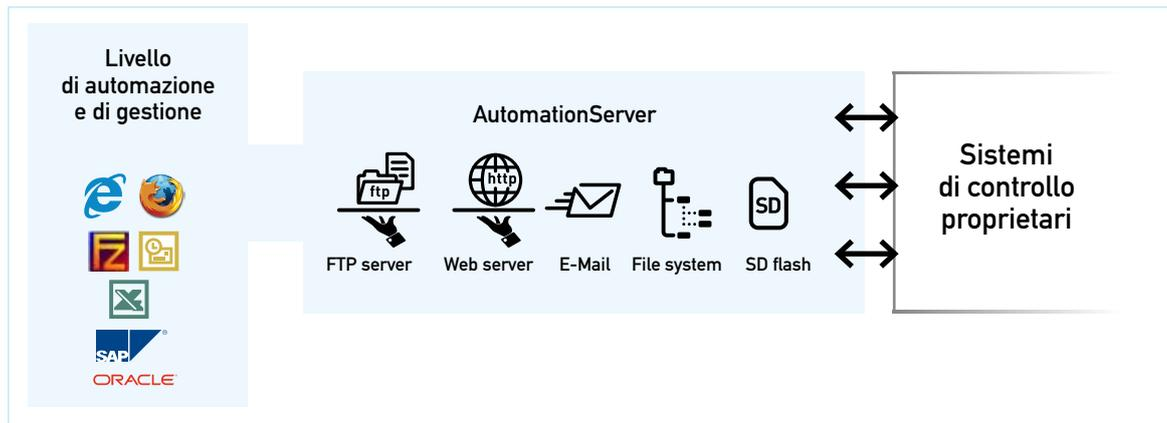 Livello
di automazione
e di gestione
FZ
SAP®
ORACLE
AutomationServer
ftp
http
SD
FTP server
Web server
E-Mail
File system
SD flash
Sistemi
di controllo
proprietari